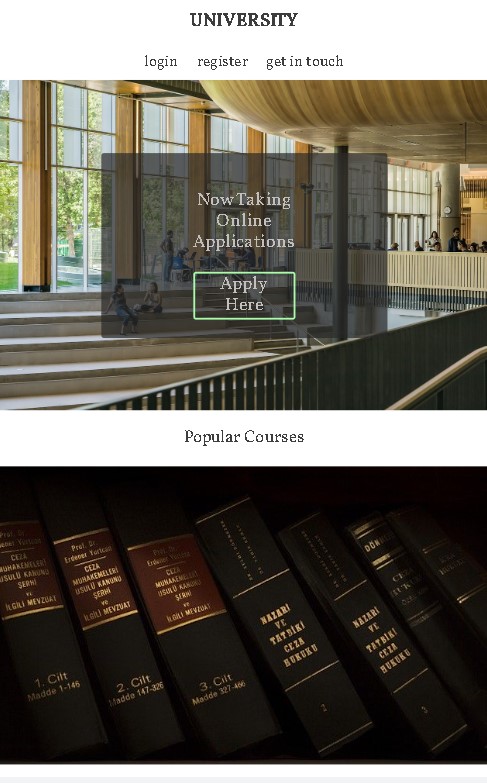 UNIVERSITY
login register get in touch
Now Taking
Online
Applications
Apply
Here
Popular Courses
Prof. Dr.
Erdener Yurtcan
CEZA
MUHAKEMELERİ
USULÜ KANUNU
ŞERHİ
ve
İLGİLİ MEVZUAT
1. Cilt
Madde 1-146
Prof. Dr.
Erdener Yurtcan
CEZA
MUHAKEMELERİ
USULÜ KANUNU
ŞERHİ
ve
İLGİLİ MEVZUAT
2. Cilt
Madde 147-326
Prof. Dr.
Erdener Yurtcan
CEZA
MUHAKEMELERİ
USULÜ KANUNU
ŞERHİ
ve
İLGİLİ MEVZUAT
3. Cilt
Madde 327-466
NAZARİ
VE
TATBİKİ
CEZA
HUKUKU
2
NAZARİ
VE
TATBİKİ
CEZA
HUKUKU
3